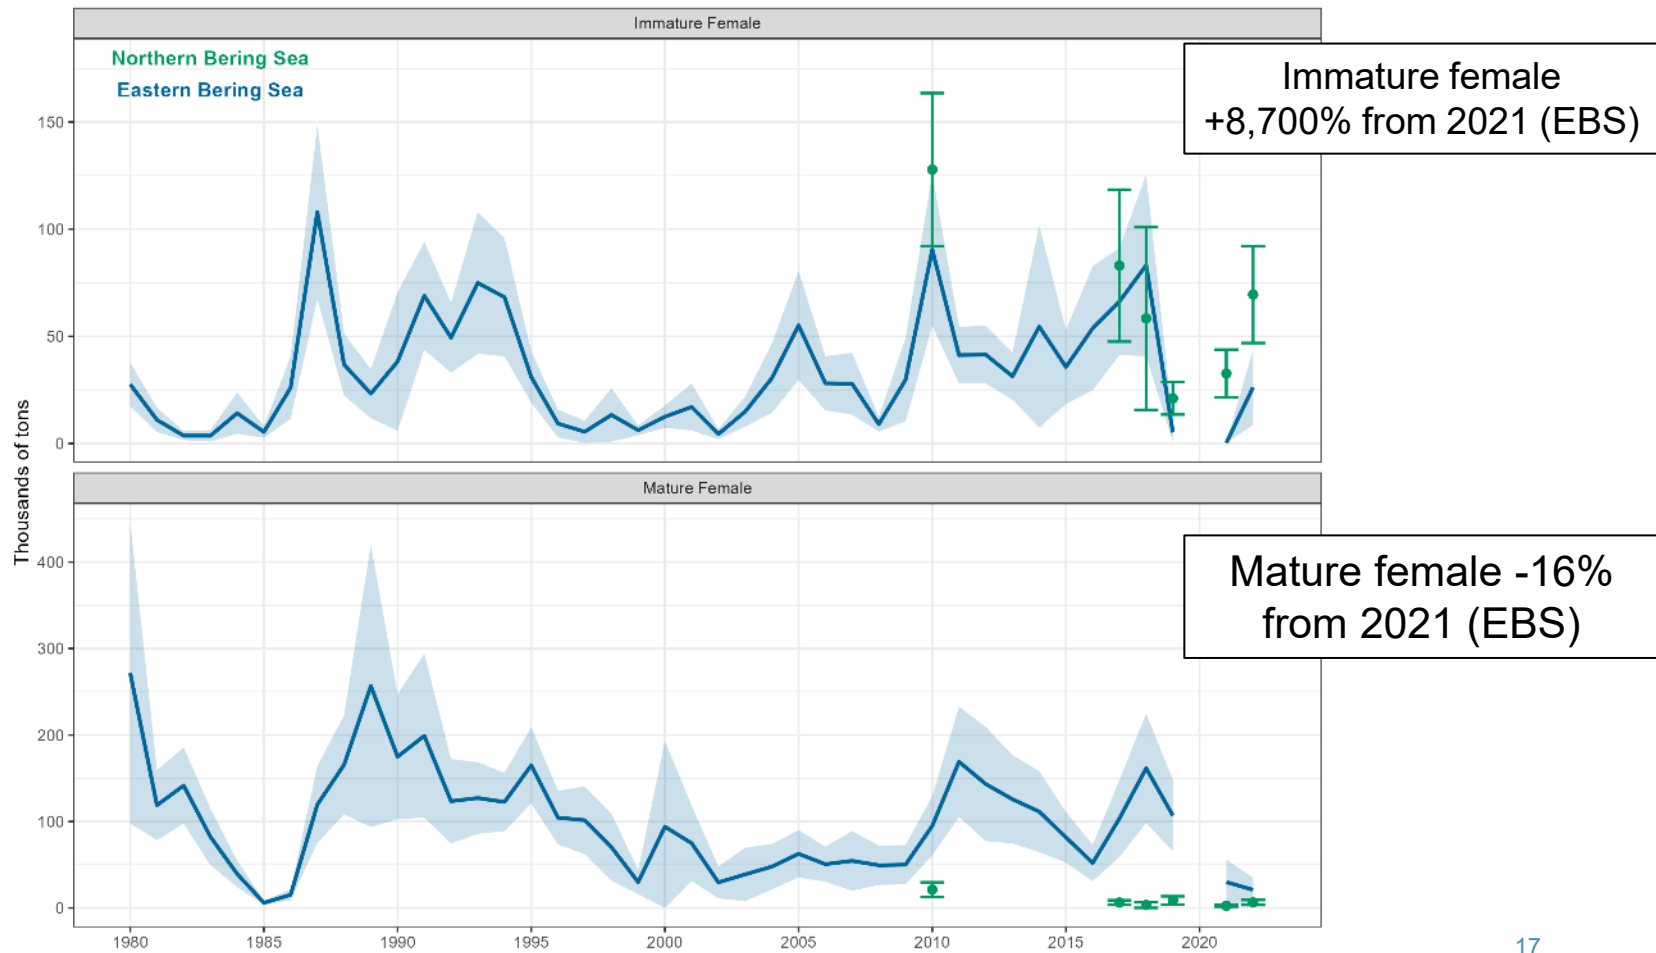 Immature Female
Northern Bering Sea
Eastern Bering Sea
Immature female
+8,700% from 2021 (EBS)
150
100
50
0
Thousands of tons
Mature Female
Mature female -16%
from 2021 (EBS)
400
300
200
100
0
1980 1985 1990 1995 2000 2005 2010 2015 2020
17